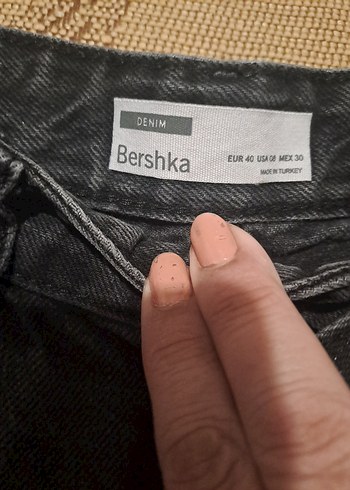 DENIM
Bershka
EUR 40 USA 08 MEX 30
MADE IN TURKEY